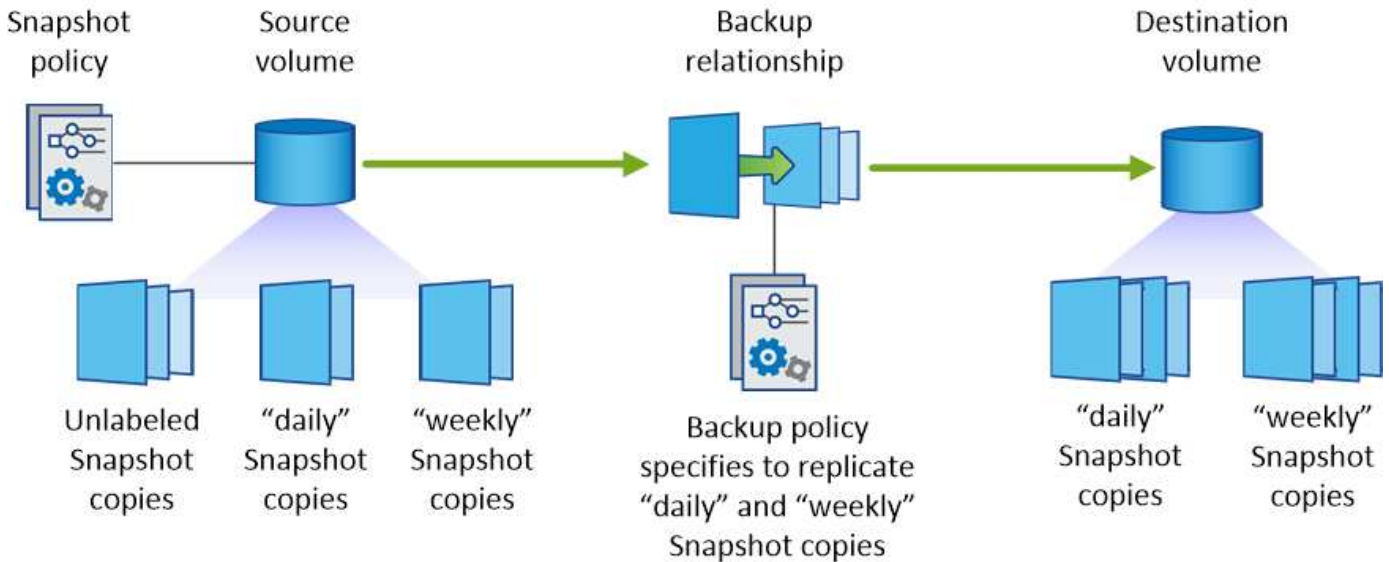 Snapshot
policy
Source
volume
Backup
relationship
Destination
volume
Unlabeled
Snapshot
copies
“daily”
Snapshot
copies
“weekly”
Snapshot
copies
Backup policy
specifies to replicate
“daily” and “weekly”
Snapshot copies
“daily”
Snapshot
copies
“weekly”
Snapshot
copies